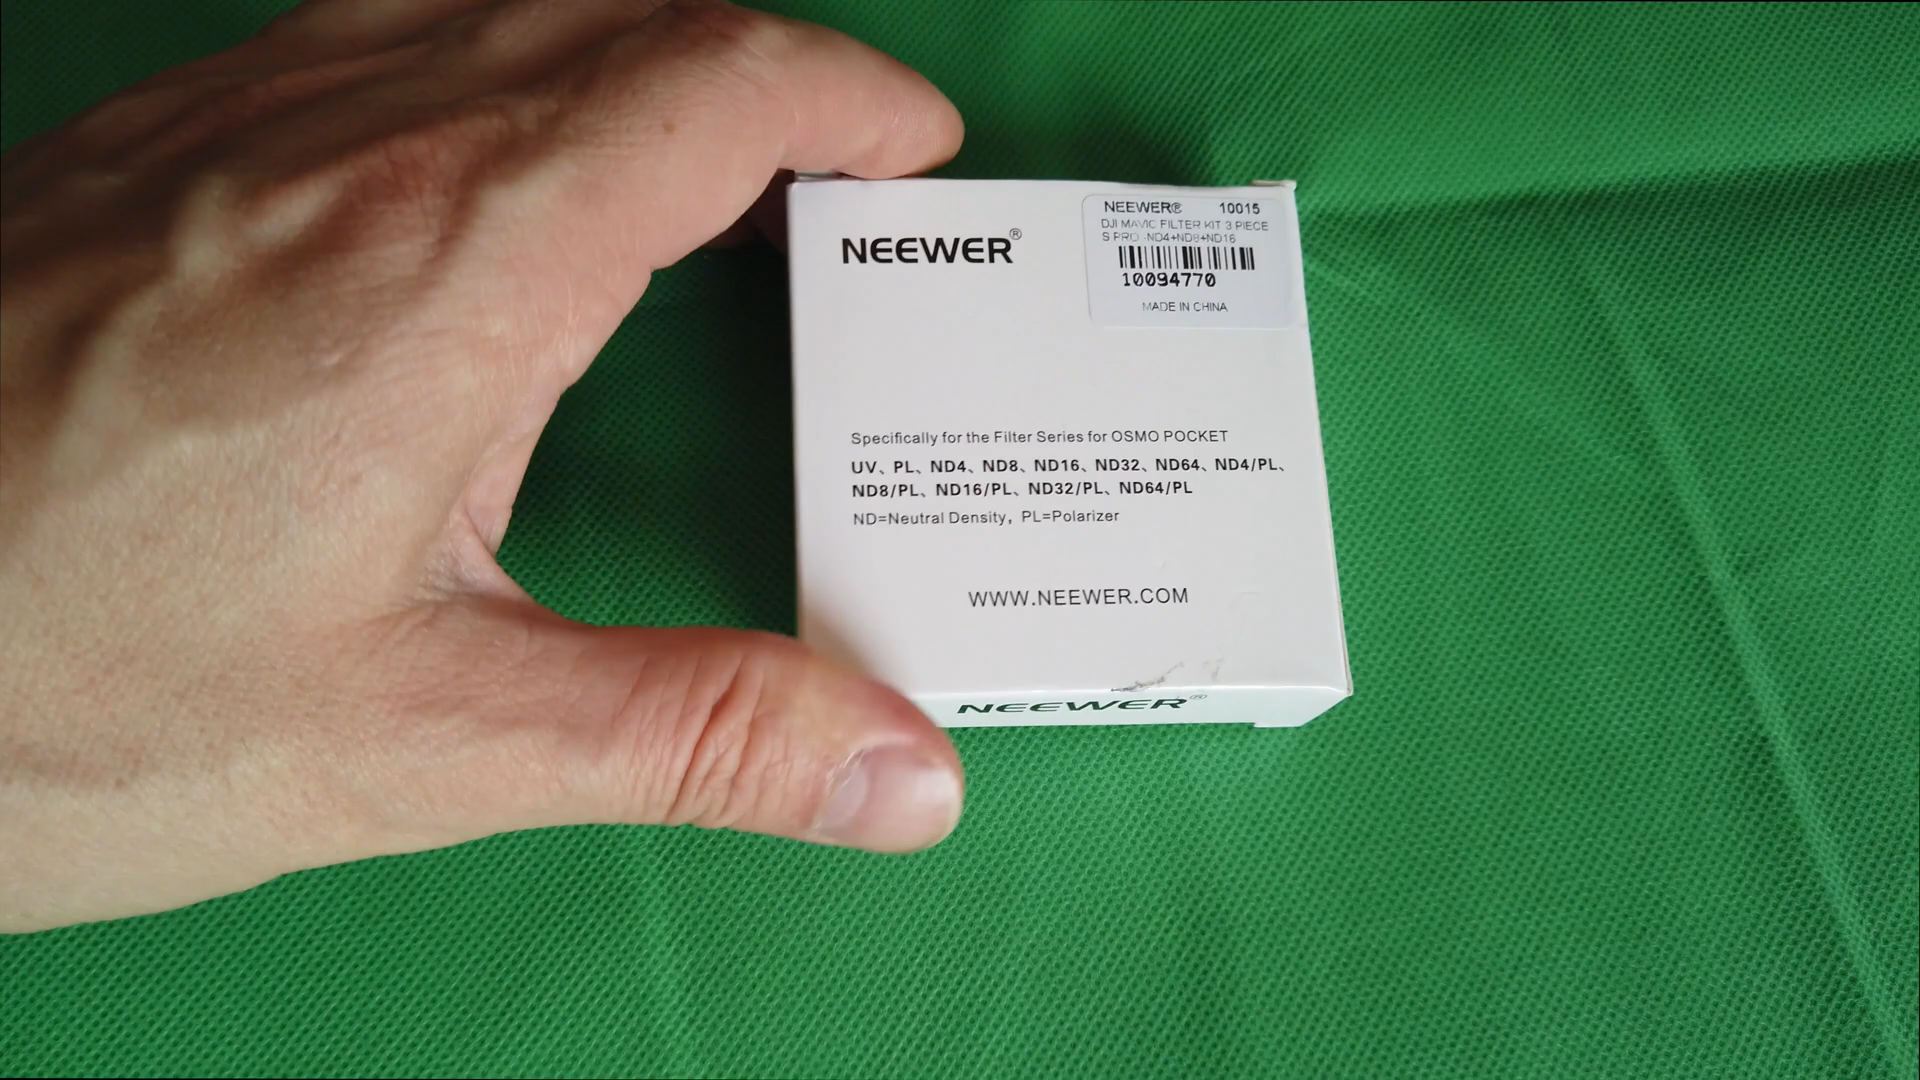 NEEWER®
NEEWER® 10015
DJI MAVIC FILTER KIT 3 PIECE
S PRO -ND4+ND8+ND16
10094770
MADE IN CHINA
Specifically for the Filter Series for OSMO POCKET
UV、PL、ND4、ND8、ND16、ND32、ND64、ND4/PL、
ND8/PL、ND16/PL、ND32/PL、ND64/PL
ND=Neutral Density，PL=Polarizer
WWW.NEEWER.COM
NEEWER®